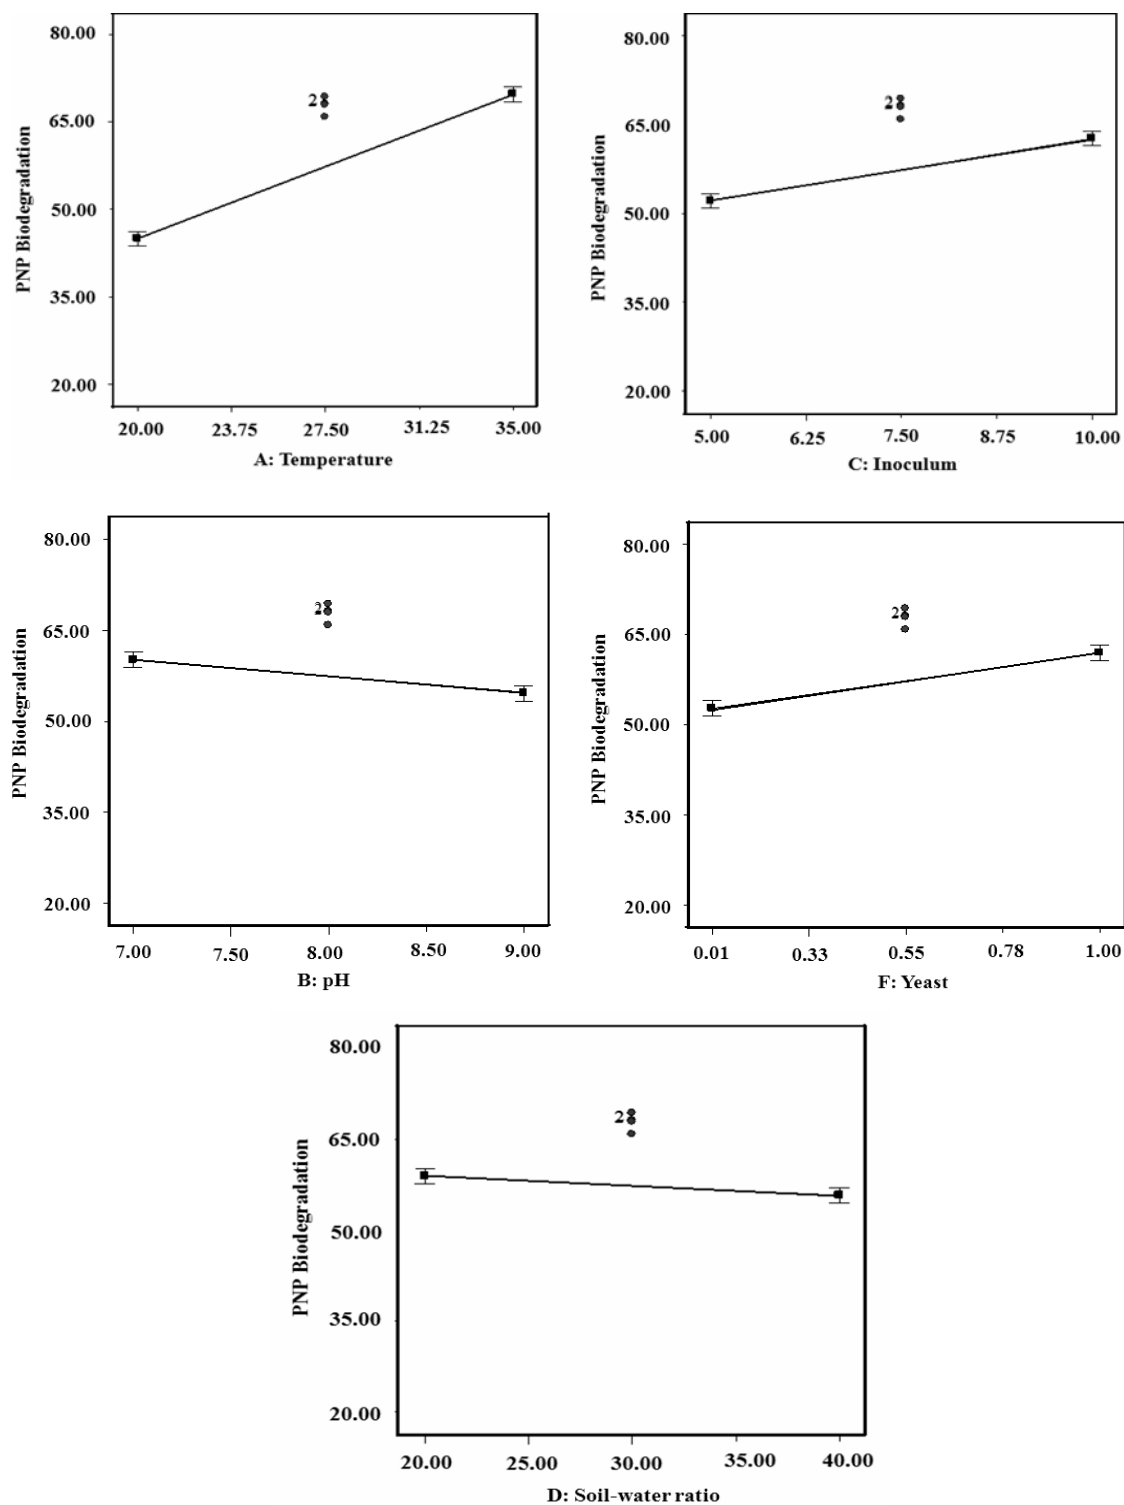 PNP Biodegradation
80.00
65.00
50.00
35.00
20.00
2
20.00 23.75 27.50 31.25 35.00
A: Temperature
PNP Biodegradation
80.00
65.00
50.00
35.00
20.00
2
5.00 6.25 7.50 8.75 10.00
C: Inoculum
PNP Biodegradation
80.00
65.00
50.00
35.00
20.00
2
7.00 7.50 8.00 8.50 9.00
B: pH
PNP Biodegradation
80.00
65.00
50.00
35.00
20.00
2
0.01 0.33 0.55 0.78 1.00
F: Yeast
PNP Biodegradation
80.00
65.00
50.00
35.00
20.00
2
20.00 25.00 30.00 35.00 40.00
D: Soil-water ratio